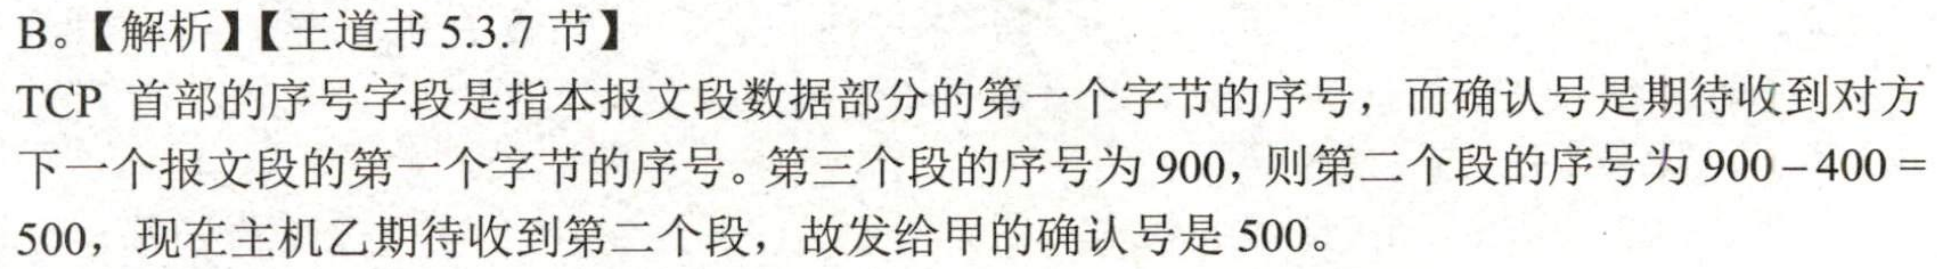 B。【解析】【王道书 5.3.7 节】
TCP 首部的序号字段是指本报文段数据部分的第一个字节的序号，而确认号是期待收到对方
下一个报文段的第一个字节的序号。第三个段的序号为 900，则第二个段的序号为 900 – 400 =
500，现在主机乙期待收到第二个段，故发给甲的确认号是 500。